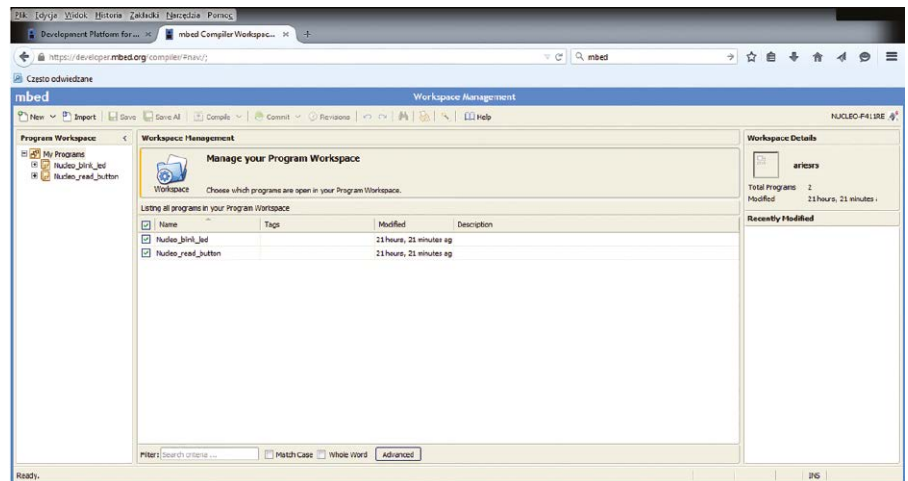 Plik Edycja Widok Historia Zakładki Narzędzia Pomoc
Development Platform for ... × mbed Compiler Workspac... × +
https://developer.mbed.org/compiler/#nav:/; mbed
Często odwiedzane
mbed Workspace Management
New Import Save Save All Compile Commit Revisions Help NUCLEO-F411RE
Program Workspace < Workspace Management Workspace Details
My Programs
Nucleo_blink_led
Nucleo_read_button
Manage your Program Workspace
Workspace Choose which programs are open in your Program Workspace.
ariesrs
Total Programs 2
Modified 21 hours, 21 minutes
Recently Modified
Listing all programs in your Program Workspace
Name Tags Modified Description
Nucleo_blink_led 21 hours, 21 minutes ag
Nucleo_read_button 21 hours, 21 minutes ag
Filter: Search criteria ... Match Case Whole Word Advanced
Ready. INS